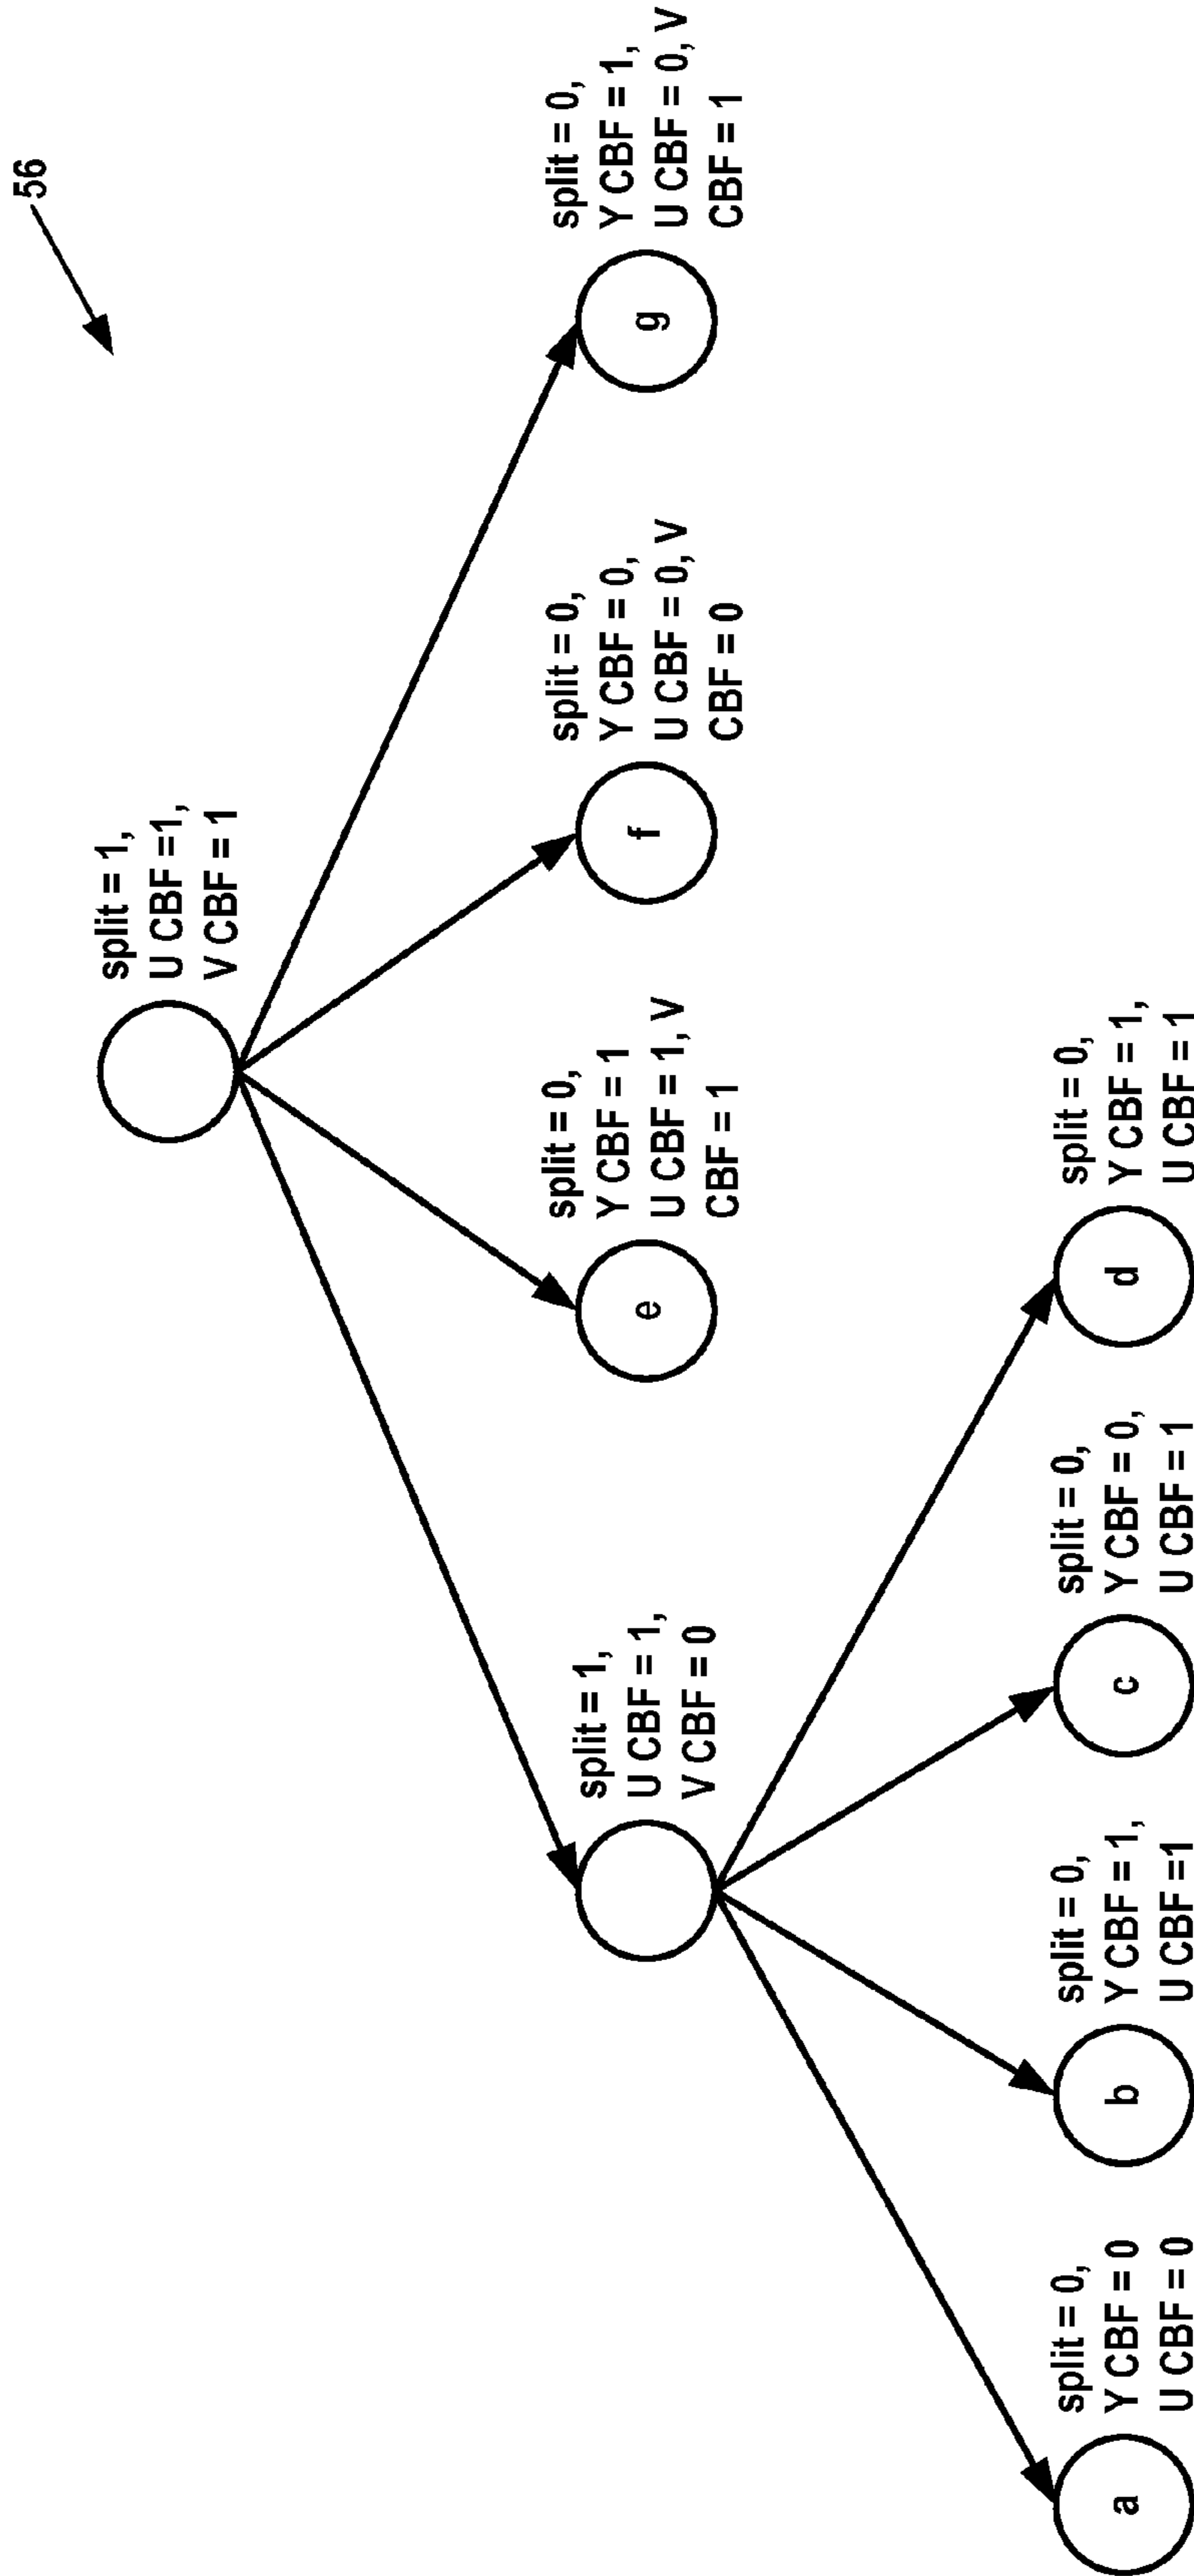 56
split = 1,
U CBF =1,
V CBF = 1
split = 1,
U CBF = 1,
V CBF = 0
e
split = 0,
Y CBF = 1
U CBF = 1, V
CBF = 1
f
split = 0,
Y CBF = 0,
U CBF = 0, V
CBF = 0
g
split = 0,
Y CBF = 1,
U CBF = 0, V
CBF = 1
a
split = 0,
Y CBF = 0
U CBF = 0
b
split = 0,
Y CBF = 1,
U CBF =1
c
split = 0,
Y CBF = 0,
U CBF = 1
d
split = 0,
Y CBF = 1,
U CBF = 1